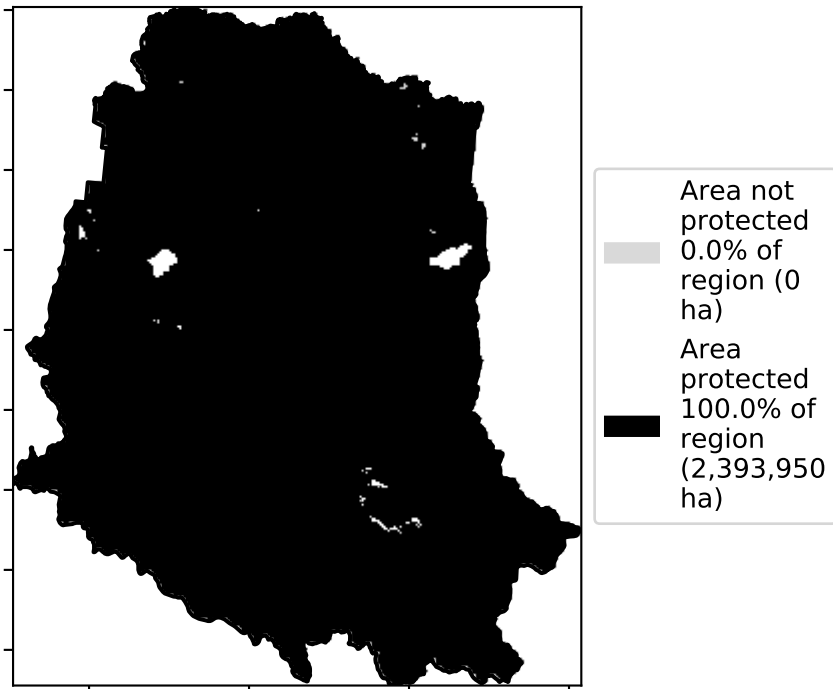 Area not
protected
0.0% of
region (0
ha)
Area
protected
100.0% of
region
(2,393,950
ha)